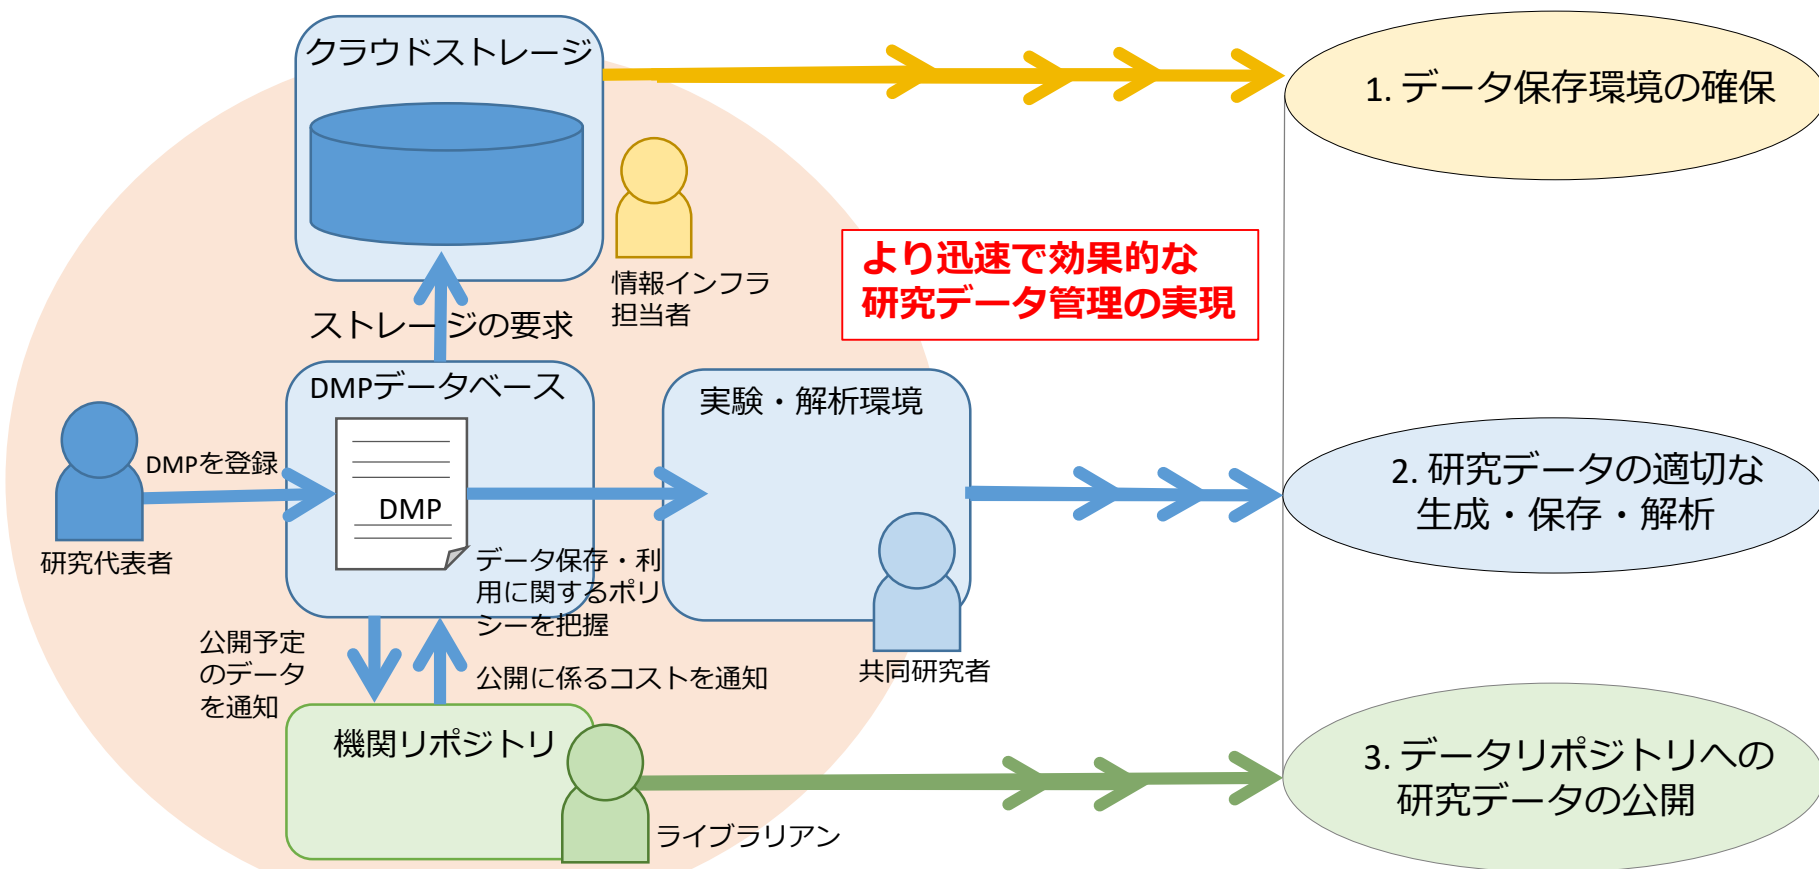 クラウドストレージ
1. データ保存環境の確保
情報インフラ
担当者
より迅速で効果的な
研究データ管理の実現
ストレージの要求
DMPデータベース
実験・解析環境
DMPを登録
DMP
研究代表者
2. 研究データの適切な
生成・保存・解析
データ保存・利
用に関するポリ
シーを把握
公開予定
のデータ
を通知
公開に係るコストを通知
共同研究者
機関リポジトリ
ライブラリアン
3. データリポジトリへの
研究データの公開